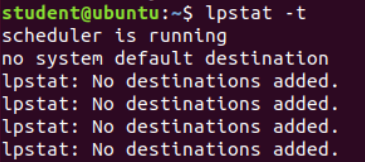 student@ubuntu:~$ lpstat -t
scheduler is running
no system default destination
lpstat: No destinations added.
lpstat: No destinations added.
lpstat: No destinations added.
lpstat: No destinations added.